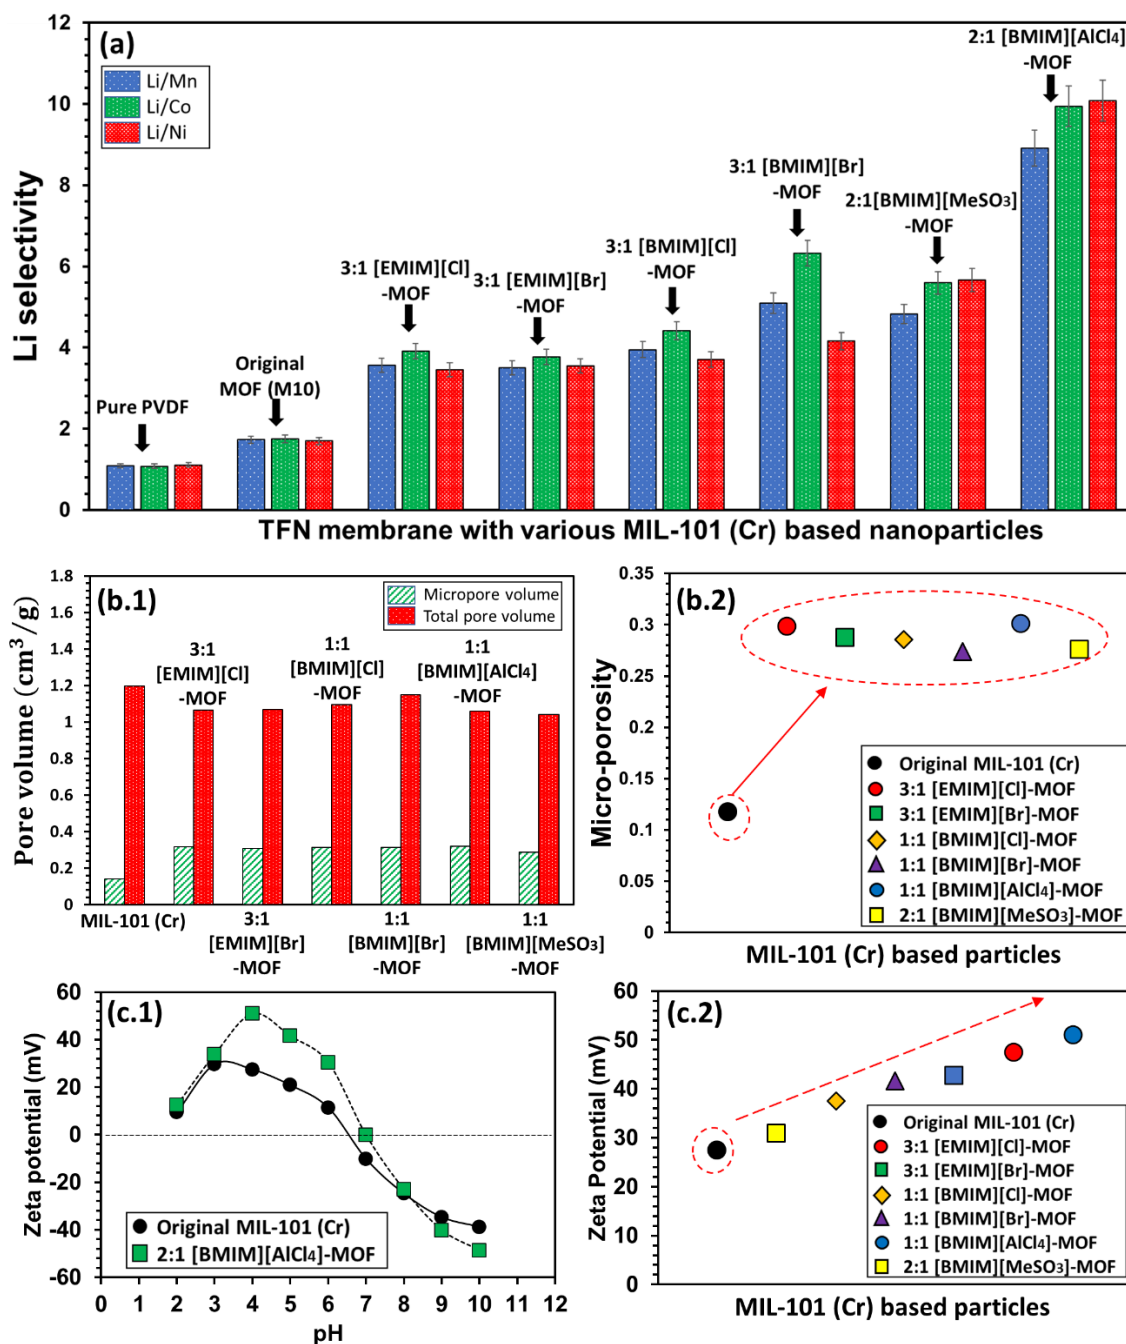 (a)
12
10
8
6
4
2
0
Li selectivity
Li/Mn
Li/Co
Li/Ni
Pure PVDF
Original
MOF (M10)
3:1 [EMIM][Cl]
-MOF
3:1 [EMIM][Br]
-MOF
3:1 [BMIM][Cl]
-MOF
3:1 [BMIM][Br]
-MOF
2:1[BMIM][MeSO₃]
-MOF
2:1 [BMIM][AlCl₄]
-MOF
TFN membrane with various MIL-101 (Cr) based nanoparticles
(b.1)
1.8
1.6
1.4
1.2
1
0.8
0.6
0.4
0.2
0
Pore volume (cm³/g)
Micropore volume
Total pore volume
3:1
[EMIM][Cl]
-MOF
1:1
[BMIM][Cl]
-MOF
1:1
[BMIM][AlCl₄]
-MOF
MIL-101 (Cr)
3:1
[EMIM][Br]
-MOF
1:1
[BMIM][Br]
-MOF
1:1
[BMIM][MeSO₃]
-MOF
(b.2)
0.35
0.3
0.25
0.2
0.15
0.1
0.05
0
Micro-porosity
Original MIL-101 (Cr)
3:1 [EMIM][Cl]-MOF
3:1 [EMIM][Br]-MOF
1:1 [BMIM][Cl]-MOF
1:1 [BMIM][Br]-MOF
1:1 [BMIM][AlCl₄]-MOF
2:1 [BMIM][MeSO₃]-MOF
MIL-101 (Cr) based particles
(c.1)
60
40
20
0
-20
-40
-60
Zeta potential (mV)
Original MIL-101 (Cr)
2:1 [BMIM][AlCl₄]-MOF
0 1 2 3 4 5 6 7 8 9 10 11 12
pH
(c.2)
60
50
40
30
20
10
0
Zeta Potential (mV)
Original MIL-101 (Cr)
3:1 [EMIM][Cl]-MOF
3:1 [EMIM][Br]-MOF
1:1 [BMIM][Cl]-MOF
1:1 [BMIM][Br]-MOF
1:1 [BMIM][AlCl₄]-MOF
2:1 [BMIM][MeSO₃]-MOF
MIL-101 (Cr) based particles